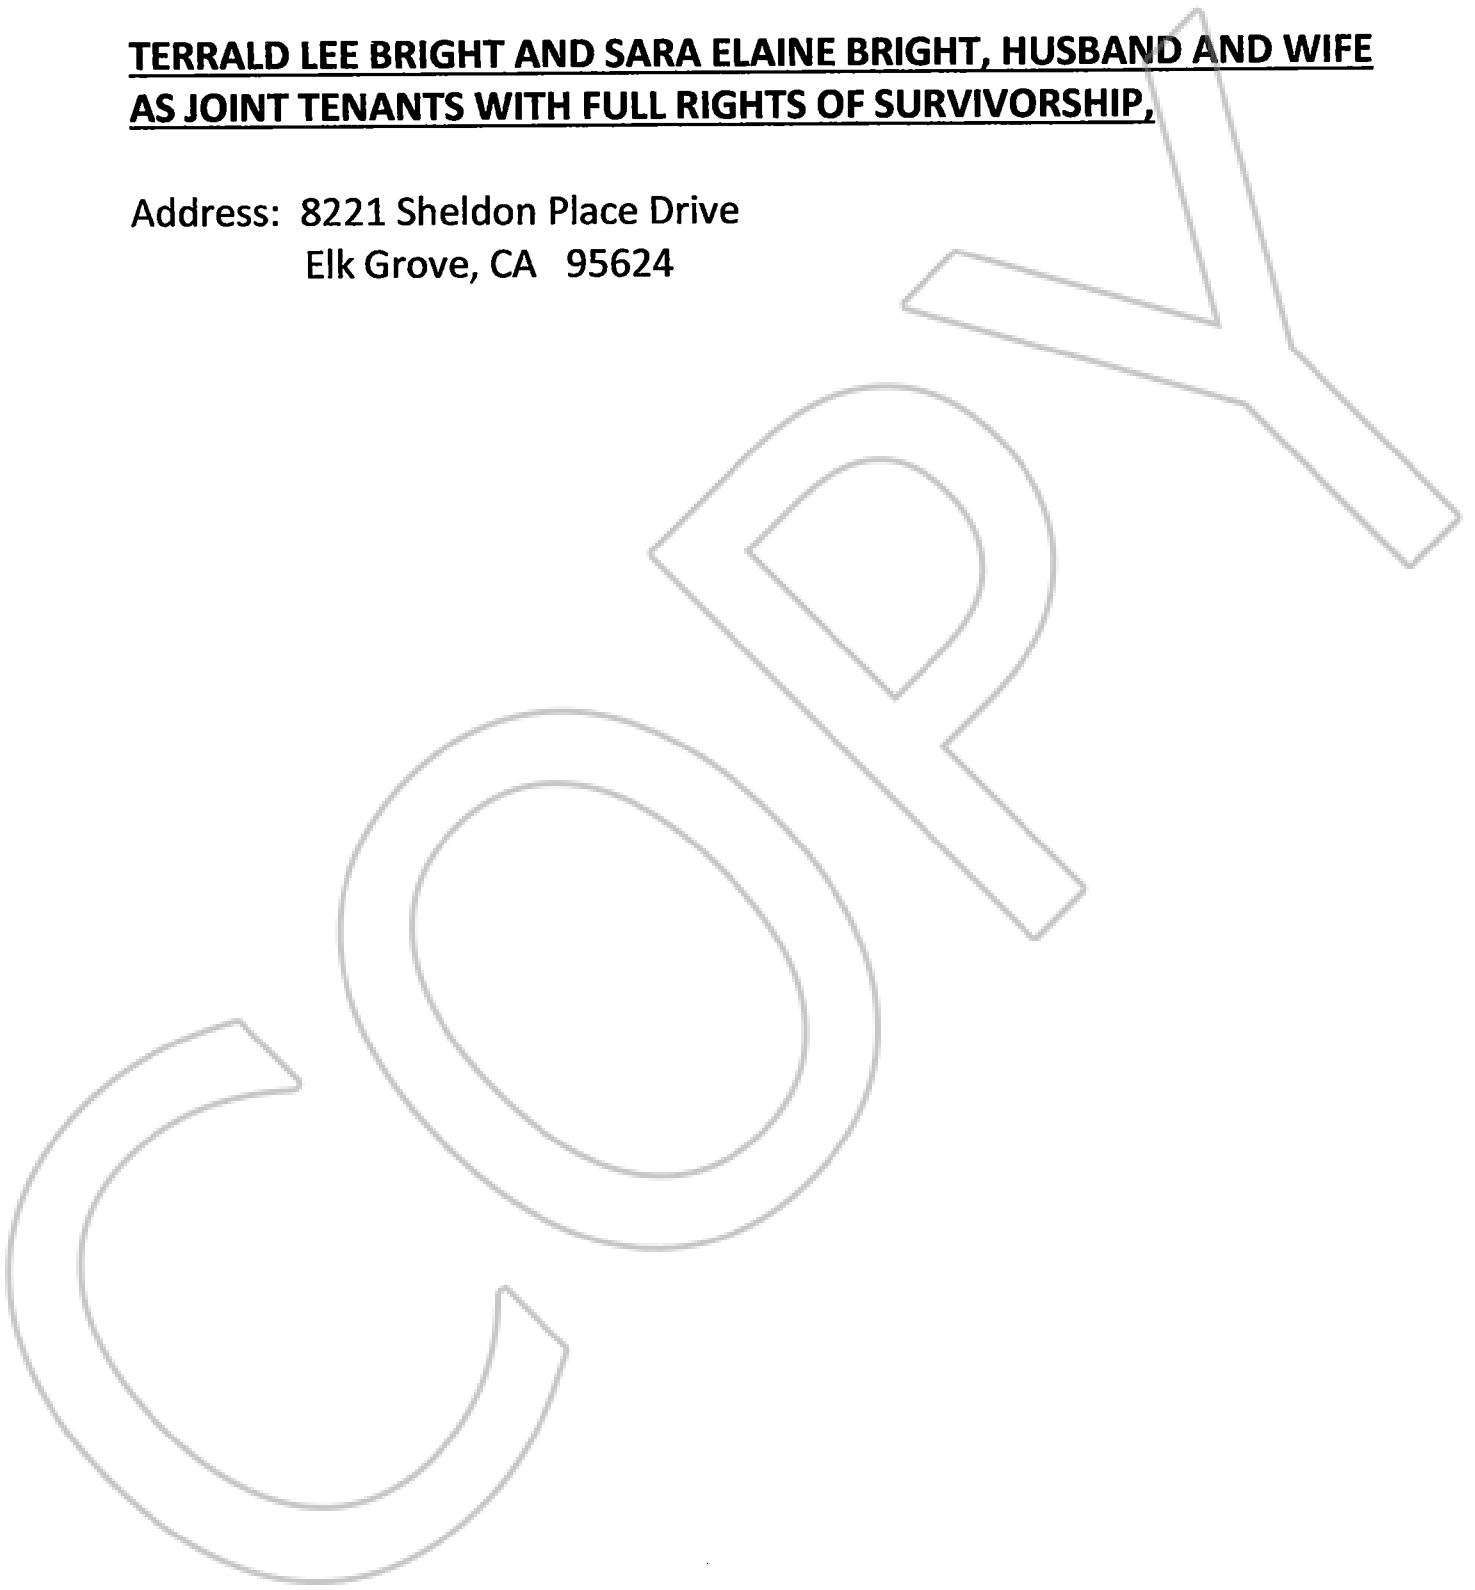 TERRALD LEE BRIGHT AND SARA ELAINE BRIGHT, HUSBAND AND WIFE
AS JOINT TENANTS WITH FULL RIGHTS OF SURVIVORSHIP,
Address: 8221 Sheldon Place Drive
Elk Grove, CA 95624
COPY